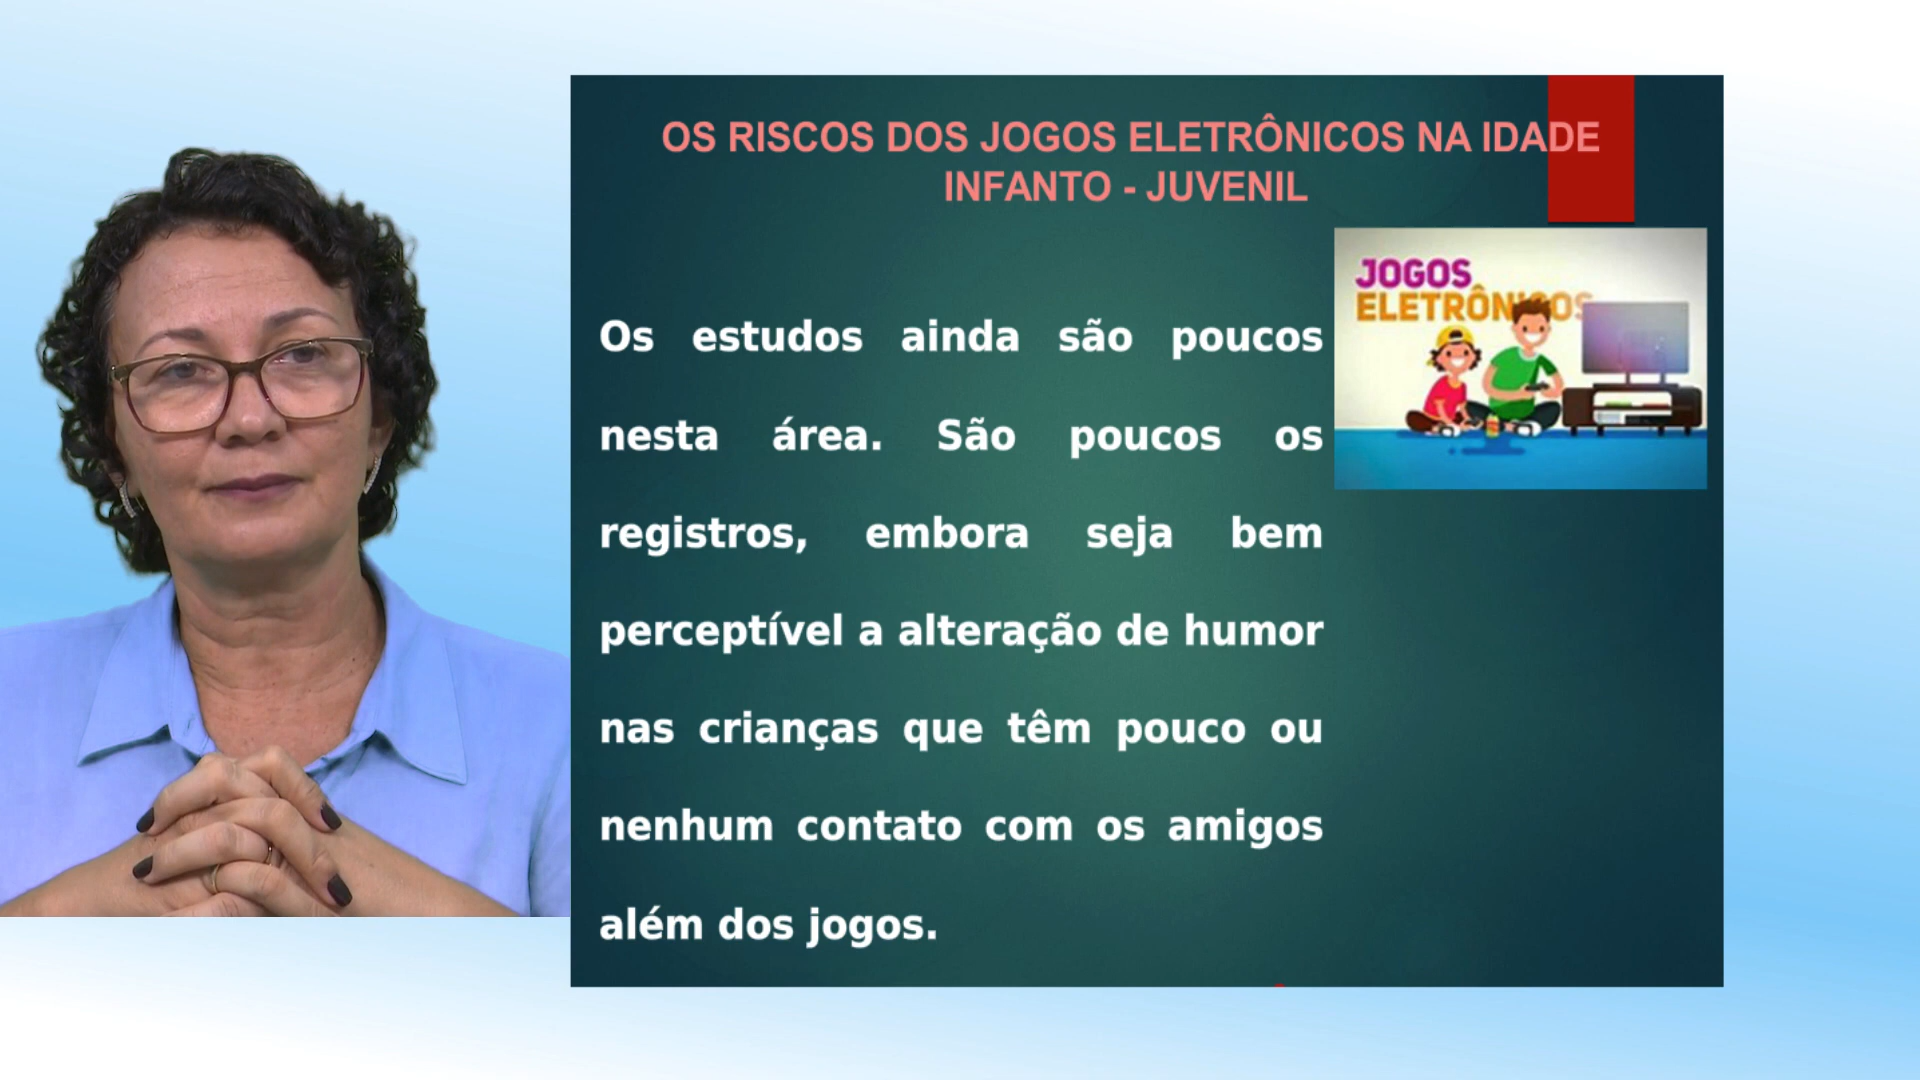 OS RISCOS DOS JOGOS ELETRÔNICOS NA IDADE
INFANTO - JUVENIL
JOGOS
ELETRÔNICOS
Os estudos ainda são poucos
nesta área. São poucos os
registros, embora seja bem
perceptível a alteração de humor
nas crianças que têm pouco ou
nenhum contato com os amigos
além dos jogos.